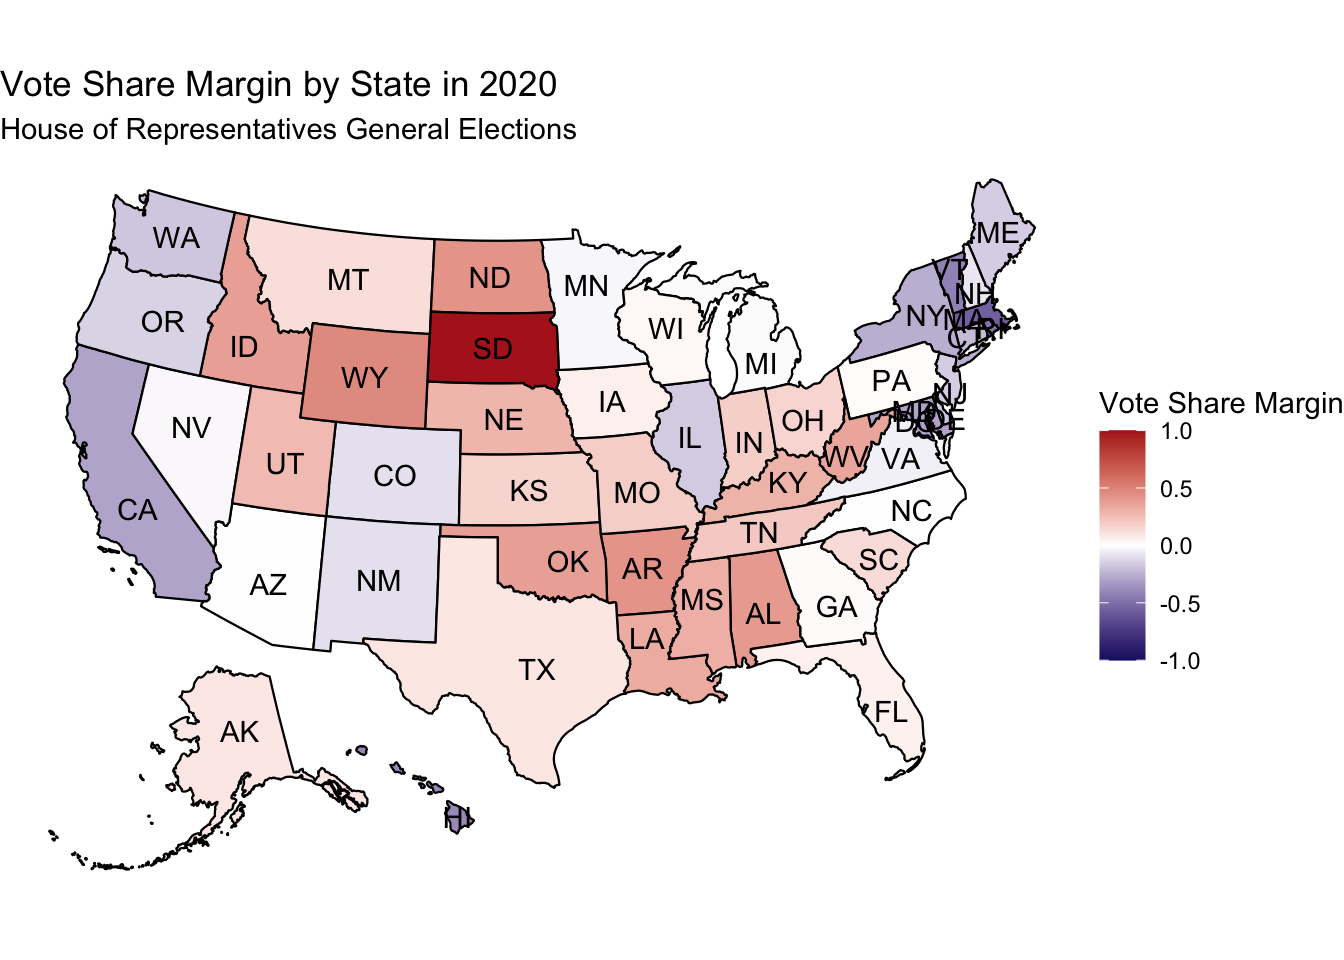 Vote Share Margin by State in 2020
House of Representatives General Elections
ME
WA
VT
MT
ND
MN
NH
OR
NY
MA
RI
WI
CT
ID
SD
MI
WY
PA
NJ
IA
MD
DE
NE
OH
DC
NV
IL
IN
UT
WV
VA
CO
KS
MO
KY
CA
NC
TN
OK
SC
AZ
NM
AR
MS
GA
AL
LA
TX
FL
AK
HI
Vote Share Margin
1.0
0.5
0.0
-0.5
-1.0